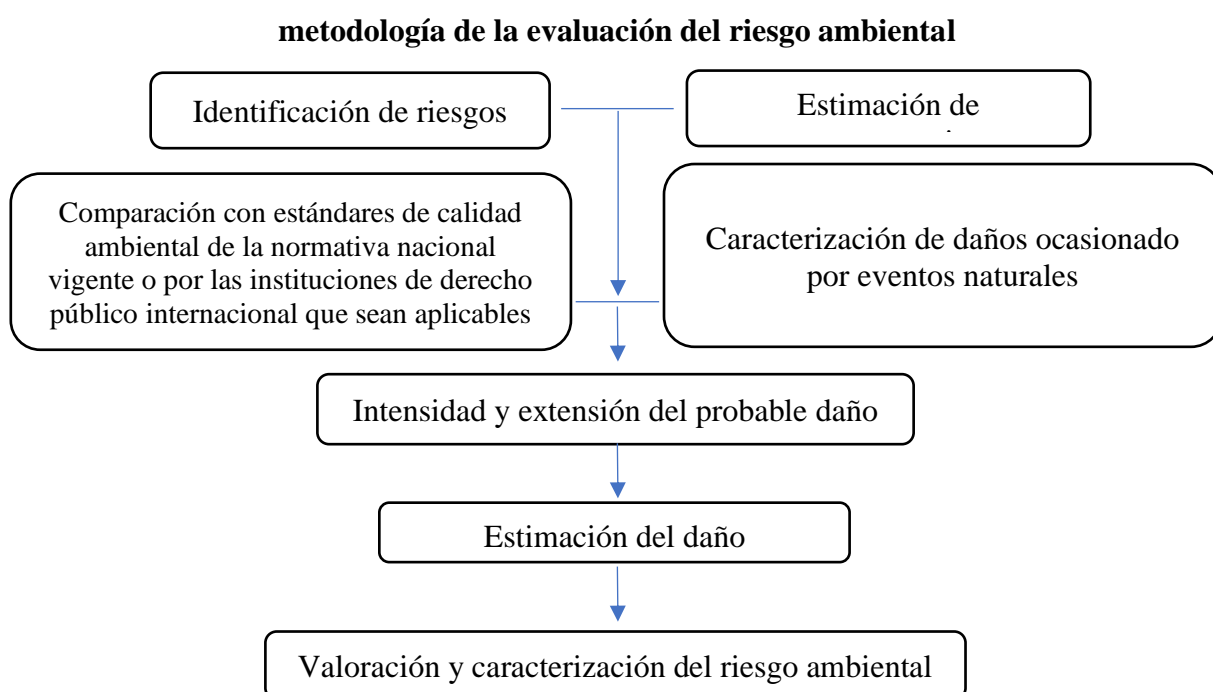 metodología de la evaluación del riesgo ambiental
Identificación de riesgos
Estimación de
Comparación con estándares de calidad
ambiental de la normativa nacional
vigente o por las instituciones de derecho
público internacional que sean aplicables
Caracterización de daños ocasionado
por eventos naturales
Intensidad y extensión del probable daño
Estimación del daño
Valoración y caracterización del riesgo ambiental